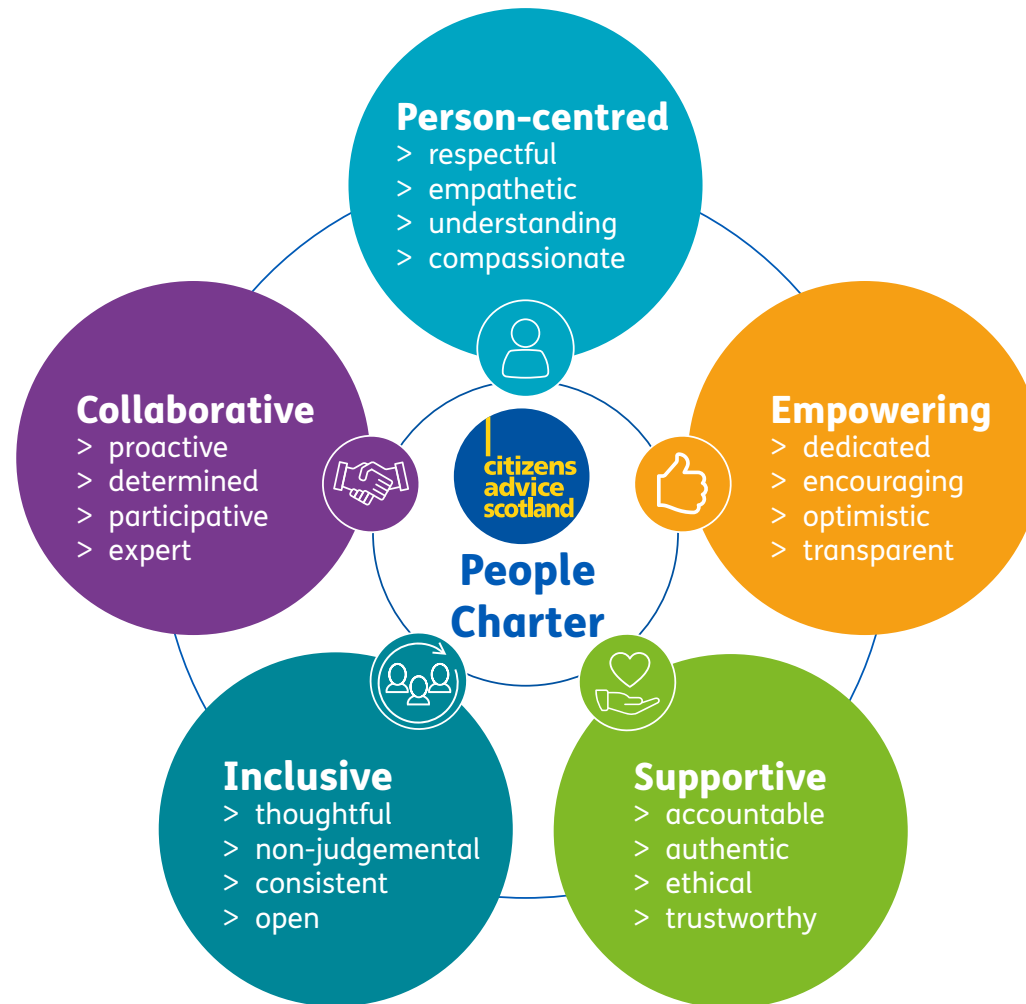 Person-centred
> respectful
> empathetic
> understanding
> compassionate
Collaborative
> proactive
> determined
> participative
> expert
citizens
advice
scotland
People
Charter
Empowering
> dedicated
> encouraging
> optimistic
> transparent
Inclusive
> thoughtful
> non-judgemental
> consistent
> open
Supportive
> accountable
> authentic
> ethical
> trustworthy